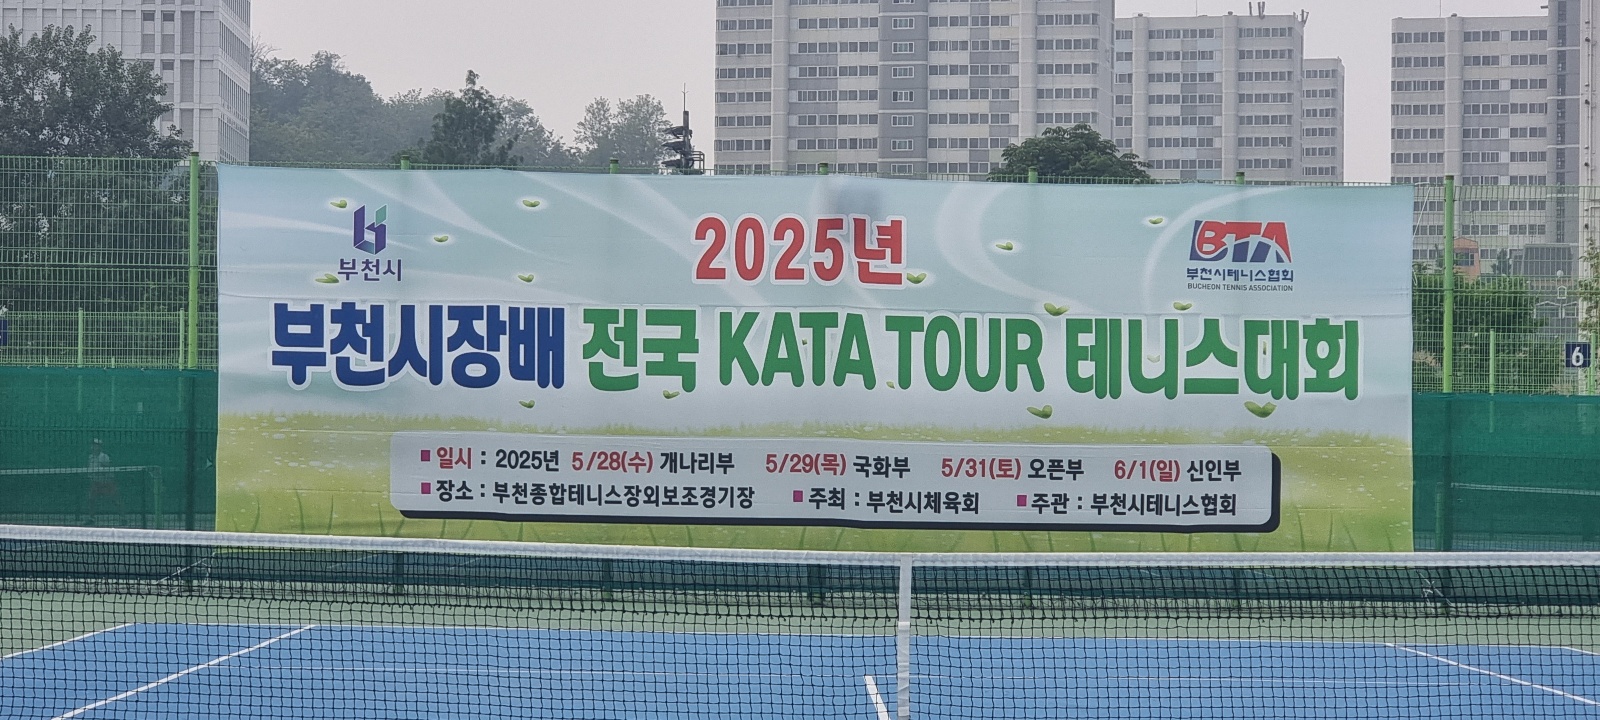 부천시
2025년
BTA
부천시테니스협회
BUCHEON TENNIS ASSOCIATION
부천시장배 전국 KATA TOUR 테니스대회
일시 : 2025년 5/28(수) 개나리부 5/29(목) 국화부 5/31(토) 오픈부 6/1(일) 신인부
장소 : 부천종합테니스장외보조경기장 주최 : 부천시체육회 주관 : 부천시테니스협회
6